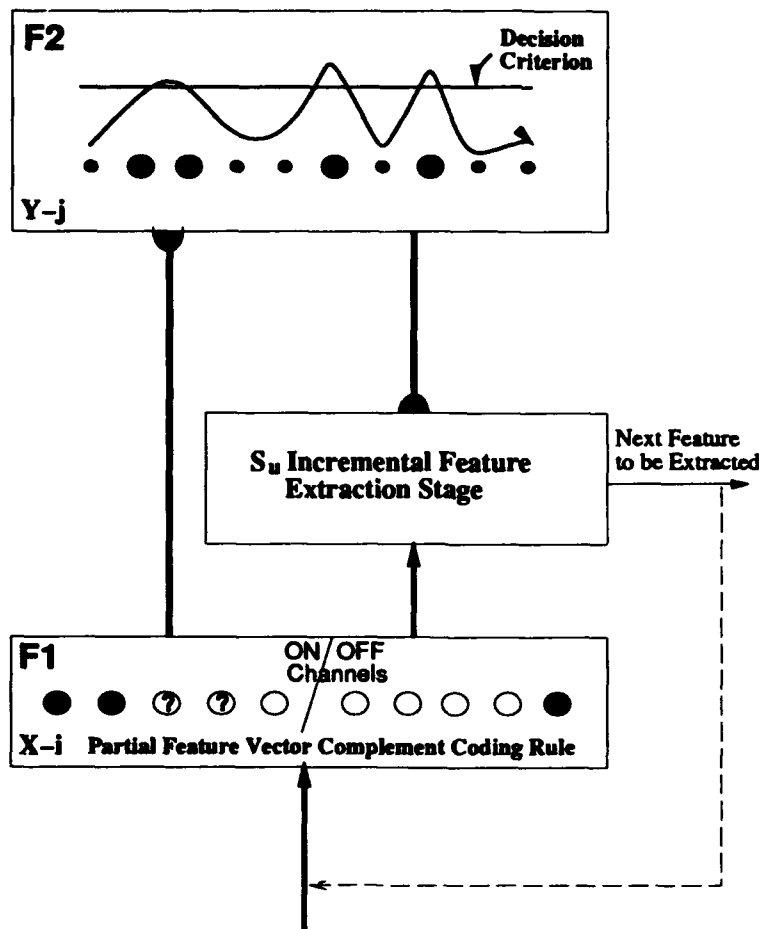 F2
Decision
Criterion
Y-j
Next Feature
to be Extracted
S_u Incremental Feature
Extraction Stage
F1
ON / OFF
Channels
? ?
X-i Partial Feature Vector Complement Coding Rule